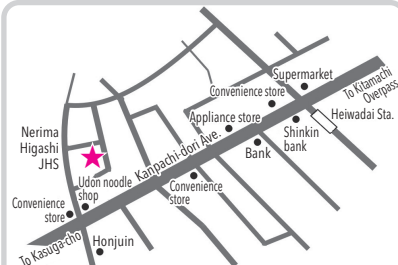 Supermarket
To Kitamachi
Overpass
Convenience store
Heiwadai Sta.
Appliance store
Shinkin
bank
Nerima
Higashi
JHS
Kanpachi-dori Ave.
Bank
Udon noodle
shop
Convenience
store
Convenience
store
To Kasuga-cho
Honjuin